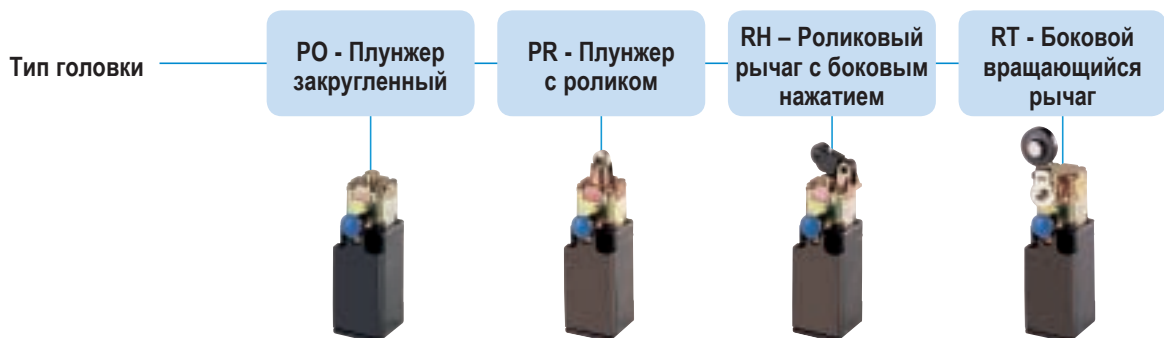 Тип головки
PO - Плунжер
закругленный
PR - Плунжер
с роликом
RH – Роликовый
рычаг с боковым
нажатием
RT - Боковой
вращающийся
рычаг